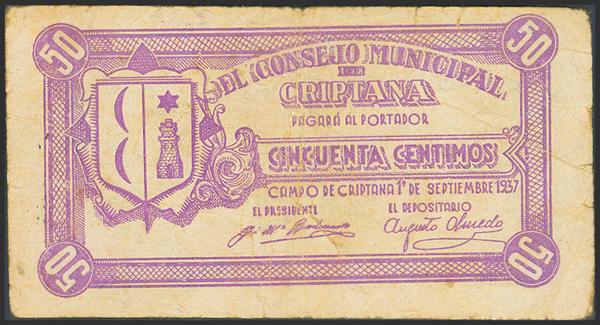 50 50
EL CONSEJO MUNICIPAL
DE
CRIPTANA
PAGARÁ AL PORTADOR
CINCUENTA CENTIMOS
CAMPO DE CRIPTANA 1º DE SEPTIEMBRE 1937
EL PRESIDENTE EL DEPOSITARIO
Augusto Olmedo
50 50